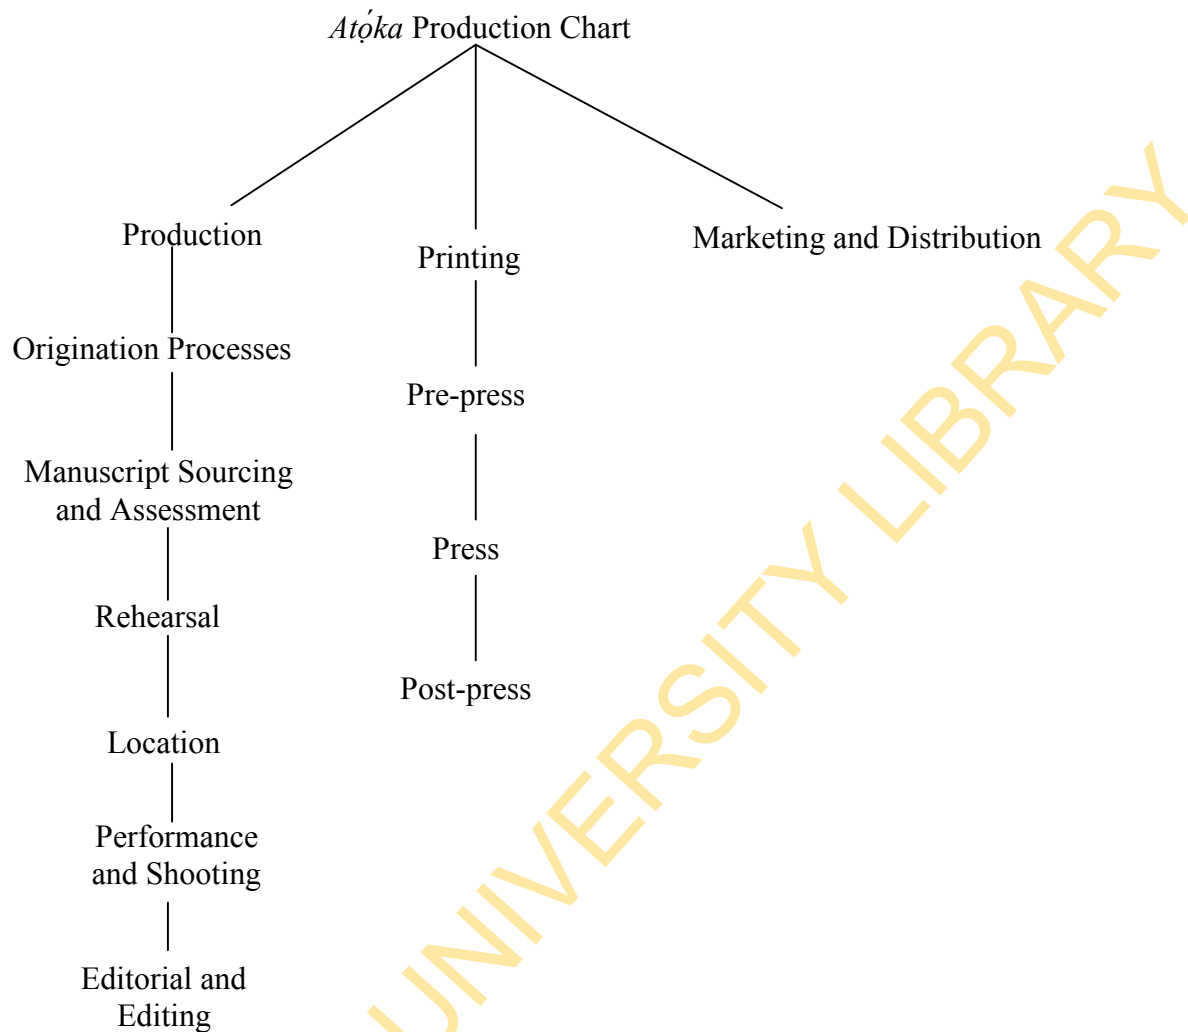 Atọ́ka Production Chart
Production
Printing
Marketing and Distribution
Origination Processes
Pre-press
Manuscript Sourcing
and Assessment
Press
Rehearsal
Post-press
Location
Performance
and Shooting
Editorial and
Editing
UNIVERSITY LIBRARY